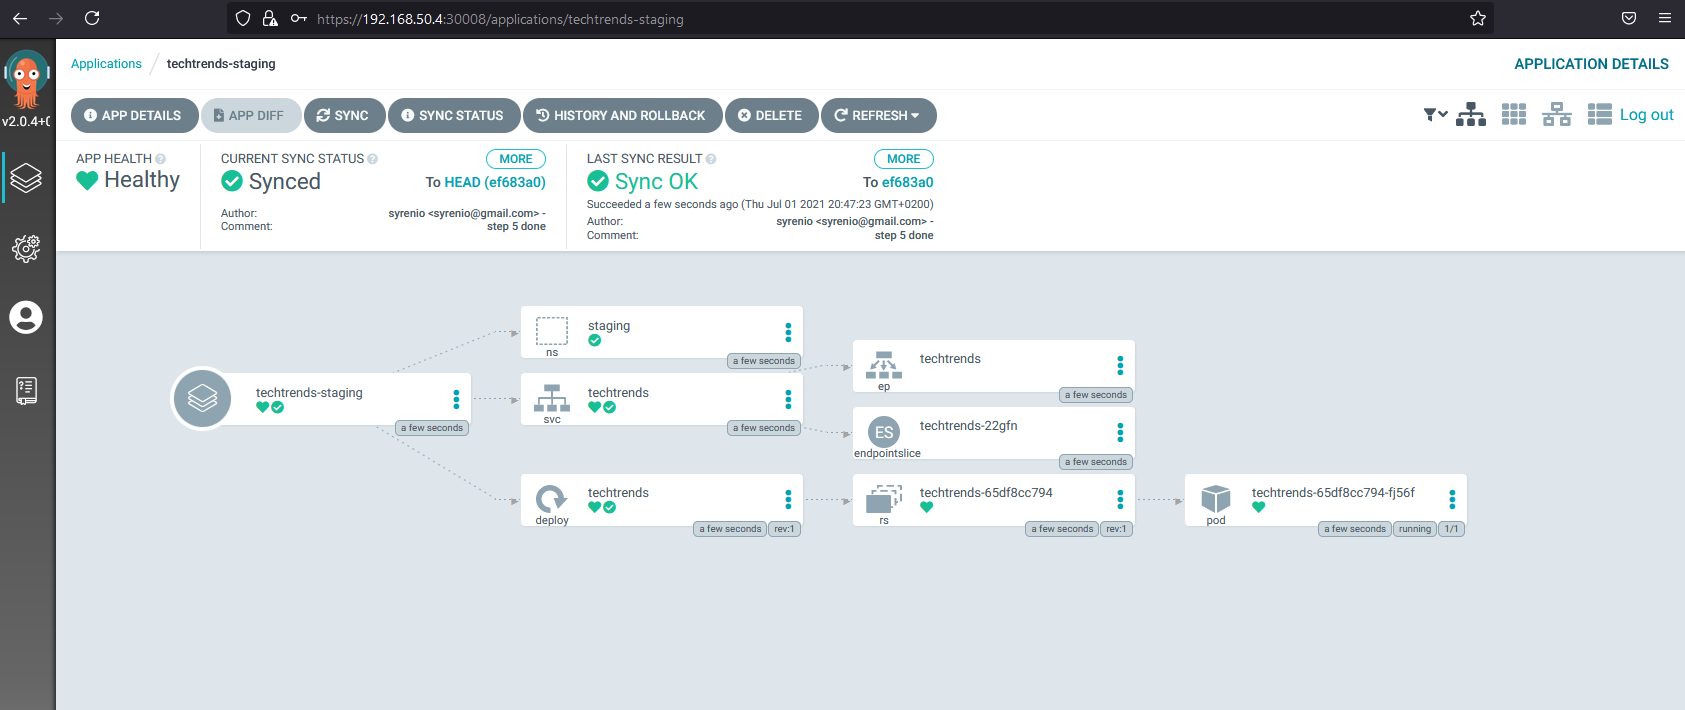 https://192.168.50.4:30008/applications/techtrends-staging
v2.0.4+0
Applications / techtrends-staging
APPLICATION DETAILS
APP DETAILS
APP DIFF
SYNC
SYNC STATUS
HISTORY AND ROLLBACK
DELETE
REFRESH
Log out
APP HEALTH
Healthy
CURRENT SYNC STATUS
MORE
Synced
To HEAD (ef683a0)
Author: syrenio <syrenio@gmail.com> -
Comment: step 5 done
LAST SYNC RESULT
MORE
Sync OK
To ef683a0
Succeeded a few seconds ago (Thu Jul 01 2021 20:47:23 GMT+0200)
Author: syrenio <syrenio@gmail.com> -
Comment: step 5 done
techtrends-staging
a few seconds
staging
ns
a few seconds
techtrends
svc
a few seconds
techtrends
ep
a few seconds
ES
techtrends-22gfn
endpointslice
a few seconds
techtrends
deploy
a few seconds
rev:1
techtrends-65df8cc794
rs
a few seconds
rev:1
techtrends-65df8cc794-fj56f
pod
a few seconds
running
1/1